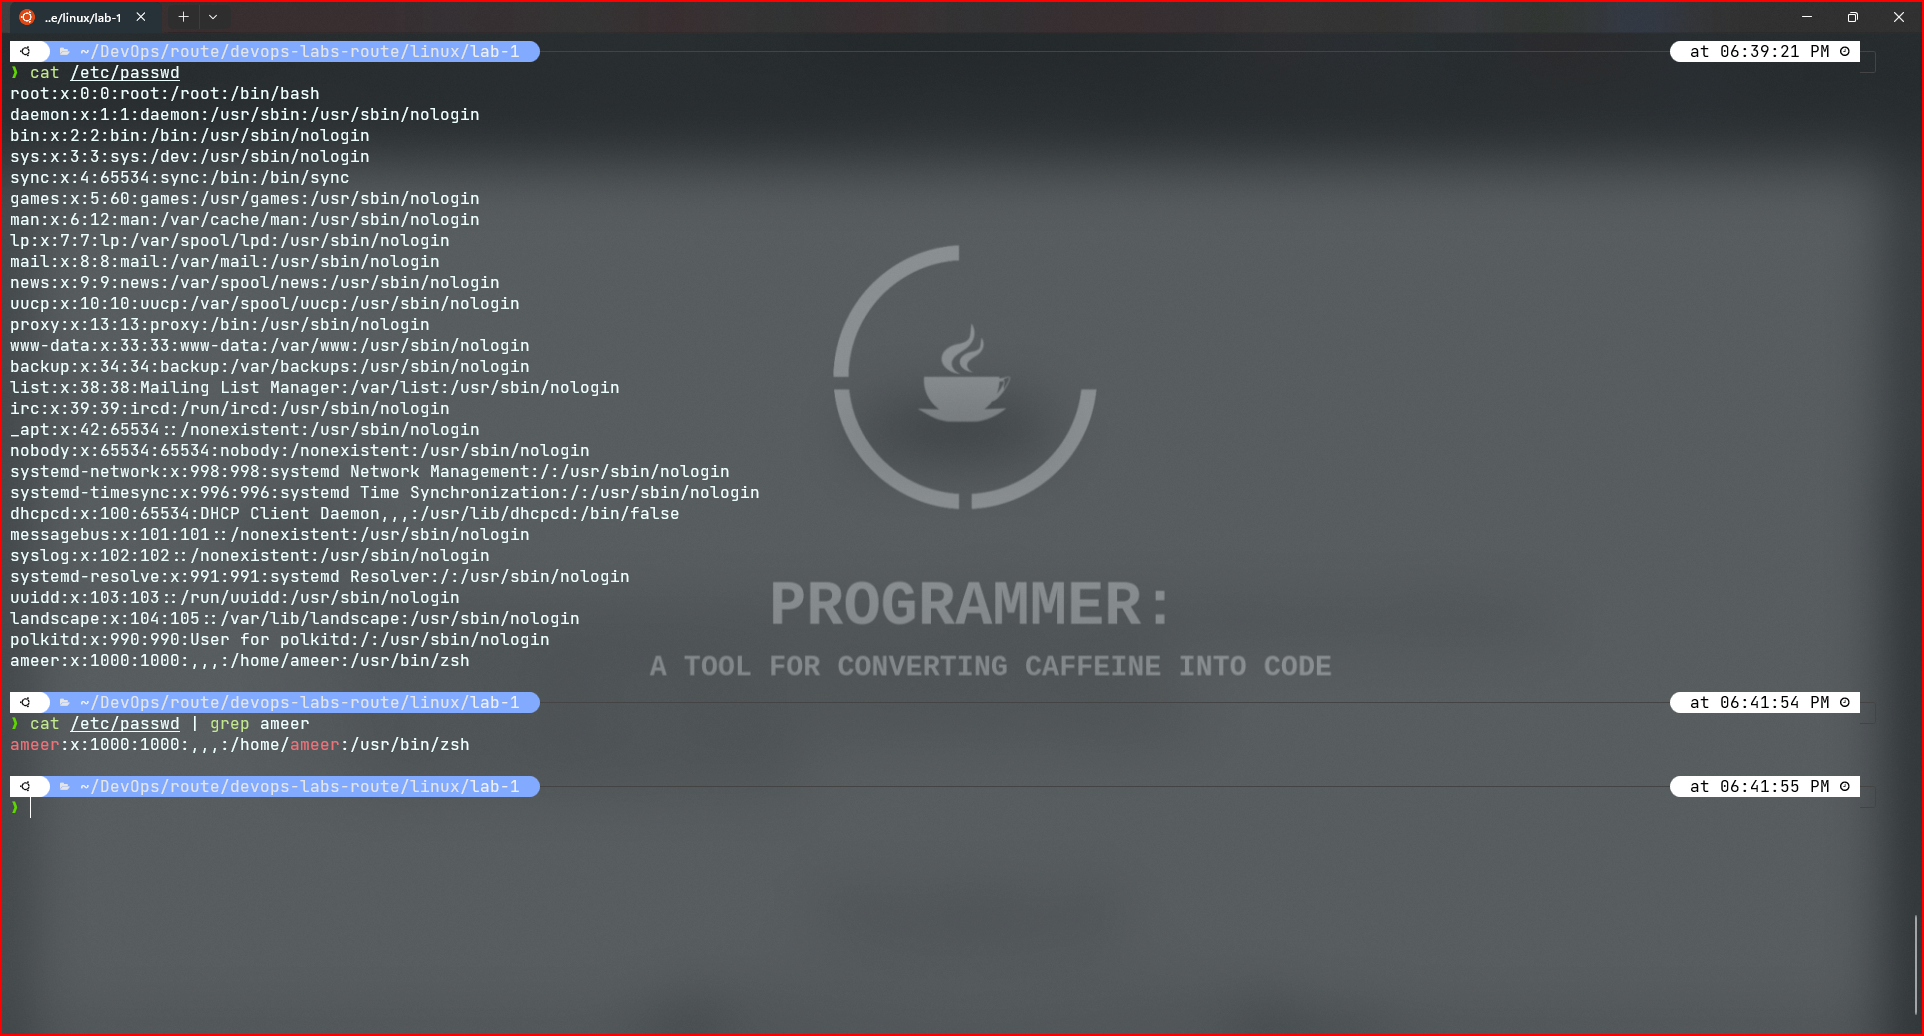 ..e/linux/lab-1
~/DevOps/route/devops-labs-route/linux/lab-1 at 06:39:21 PM
❯ cat /etc/passwd
root:x:0:0:root:/root:/bin/bash
daemon:x:1:1:daemon:/usr/sbin:/usr/sbin/nologin
bin:x:2:2:bin:/bin:/usr/sbin/nologin
sys:x:3:3:sys:/dev:/usr/sbin/nologin
sync:x:4:65534:sync:/bin:/bin/sync
games:x:5:60:games:/usr/games:/usr/sbin/nologin
man:x:6:12:man:/var/cache/man:/usr/sbin/nologin
lp:x:7:7:lp:/var/spool/lpd:/usr/sbin/nologin
mail:x:8:8:mail:/var/mail:/usr/sbin/nologin
news:x:9:9:news:/var/spool/news:/usr/sbin/nologin
uucp:x:10:10:uucp:/var/spool/uucp:/usr/sbin/nologin
proxy:x:13:13:proxy:/bin:/usr/sbin/nologin
www-data:x:33:33:www-data:/var/www:/usr/sbin/nologin
backup:x:34:34:backup:/var/backups:/usr/sbin/nologin
list:x:38:38:Mailing List Manager:/var/list:/usr/sbin/nologin
irc:x:39:39:ircd:/run/ircd:/usr/sbin/nologin
_apt:x:42:65534::/nonexistent:/usr/sbin/nologin
nobody:x:65534:65534:nobody:/nonexistent:/usr/sbin/nologin
systemd-network:x:998:998:systemd Network Management:/:/usr/sbin/nologin
systemd-timesync:x:996:996:systemd Time Synchronization:/:/usr/sbin/nologin
dhcpcd:x:100:65534:DHCP Client Daemon,,,:/usr/lib/dhcpcd:/bin/false
messagebus:x:101:101::/nonexistent:/usr/sbin/nologin
syslog:x:102:102::/nonexistent:/usr/sbin/nologin
systemd-resolve:x:991:991:systemd Resolver:/:/usr/sbin/nologin
uuidd:x:103:103::/run/uuidd:/usr/sbin/nologin
landscape:x:104:105::/var/lib/landscape:/usr/sbin/nologin
polkitd:x:990:990:User for polkitd:/:/usr/sbin/nologin
ameer:x:1000:1000:,,,:/home/ameer:/usr/bin/zsh
PROGRAMMER:
A TOOL FOR CONVERTING CAFFEINE INTO CODE
~/DevOps/route/devops-labs-route/linux/lab-1 at 06:41:54 PM
❯ cat /etc/passwd | grep ameer
ameer:x:1000:1000:,,,:/home/ameer:/usr/bin/zsh
~/DevOps/route/devops-labs-route/linux/lab-1 at 06:41:55 PM
❯